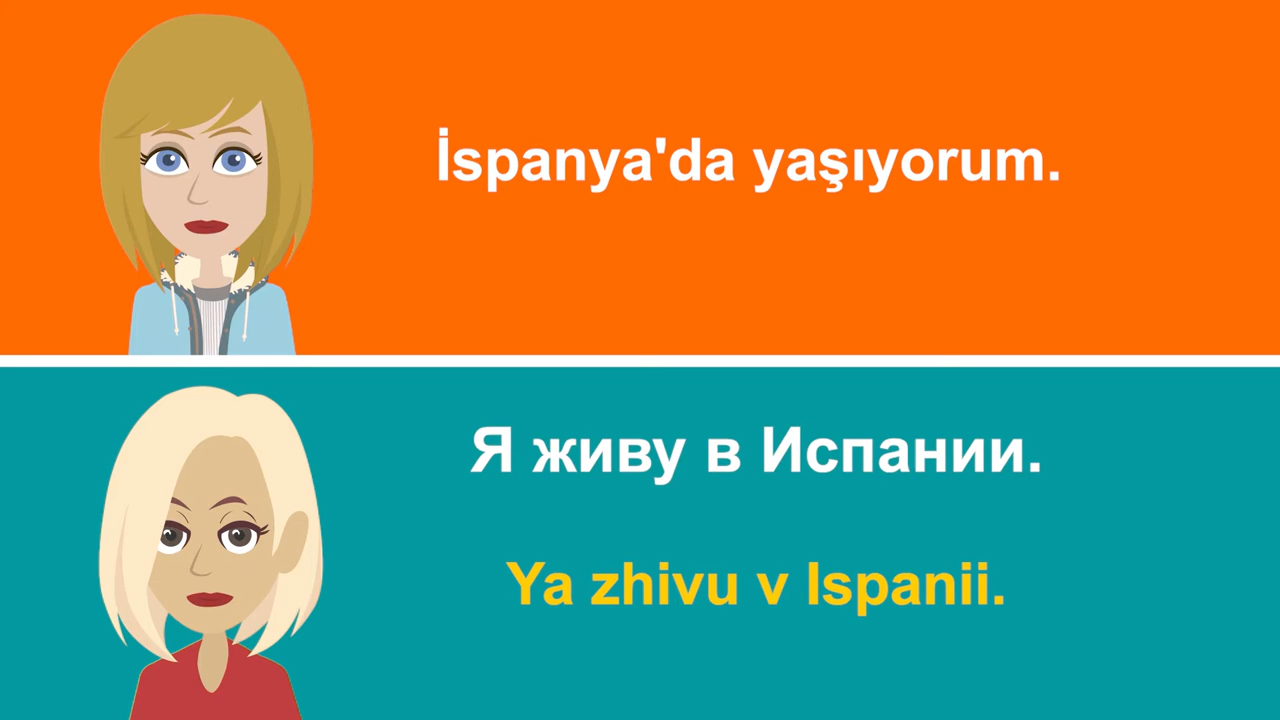 İspanya'da yaşıyorum.
Я живу в Испании.
Ya zhivu v Ispanii.